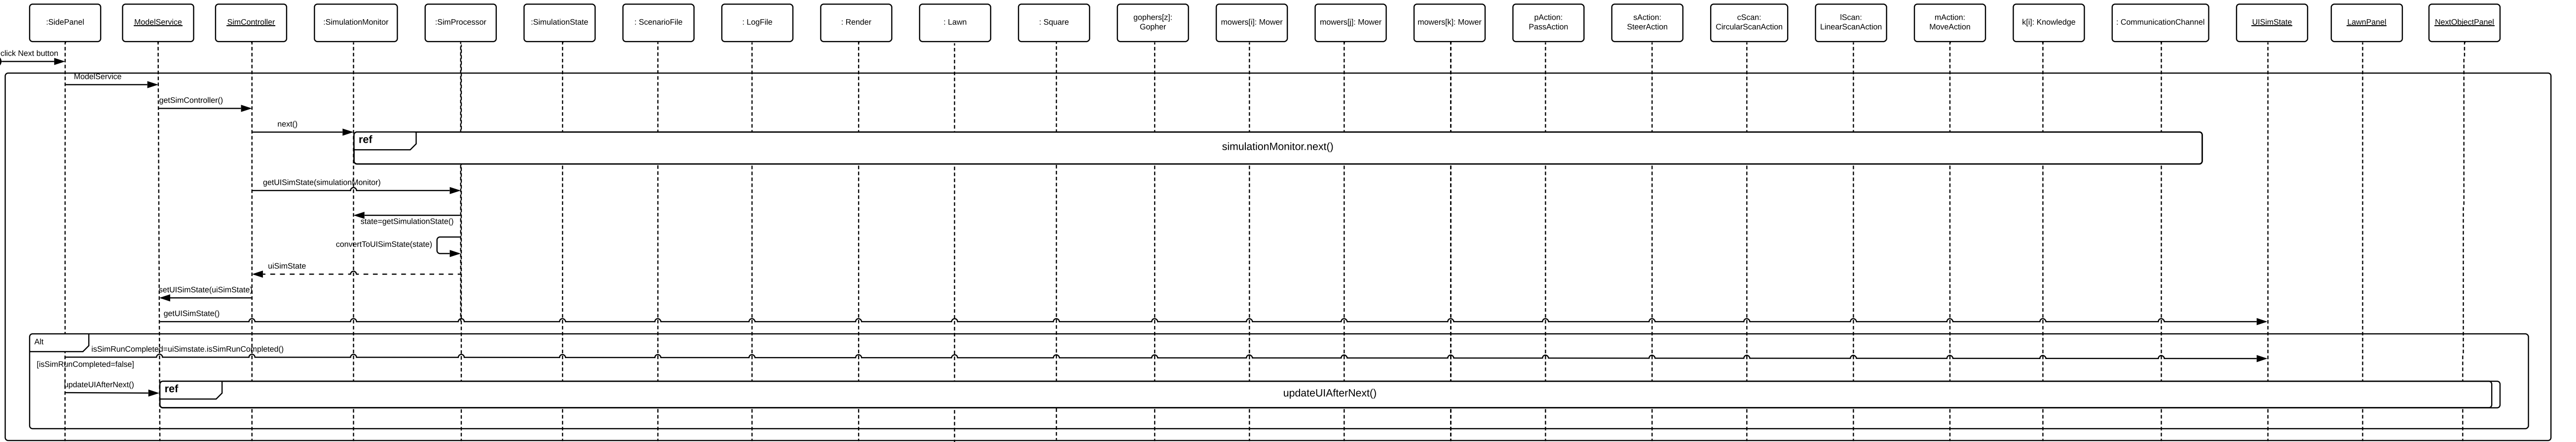 :SidePanel
ModelService
SimController
:SimulationMonitor
:SimProcessor
:SimulationState
: ScenarioFile
: LogFile
: Render
: Lawn
: Square
gophers[z]:
Gopher
mowers[i]: Mower
mowers[j]: Mower
mowers[k]: Mower
pAction:
PassAction
sAction:
SteerAction
cScan:
CircularScanAction
lScan:
LinearScanAction
mAction:
MoveAction
k[i]: Knowledge
: CommunicationChannel
UISimState
LawnPanel
NextObjectPanel
click Next button
ModelService
getSimController()
next()
ref
simulationMonitor.next()
getUISimState(simulationMonitor)
state=getSimulationState()
convertToUISimState(state)
uiSimState
setUISimState(uiSimState)
getUISimState()
Alt
isSimRunCompleted=uiSimstate.isSimRunCompleted()
[isSimRunCompleted=false]
updateUIAfterNext()
ref
updateUIAfterNext()